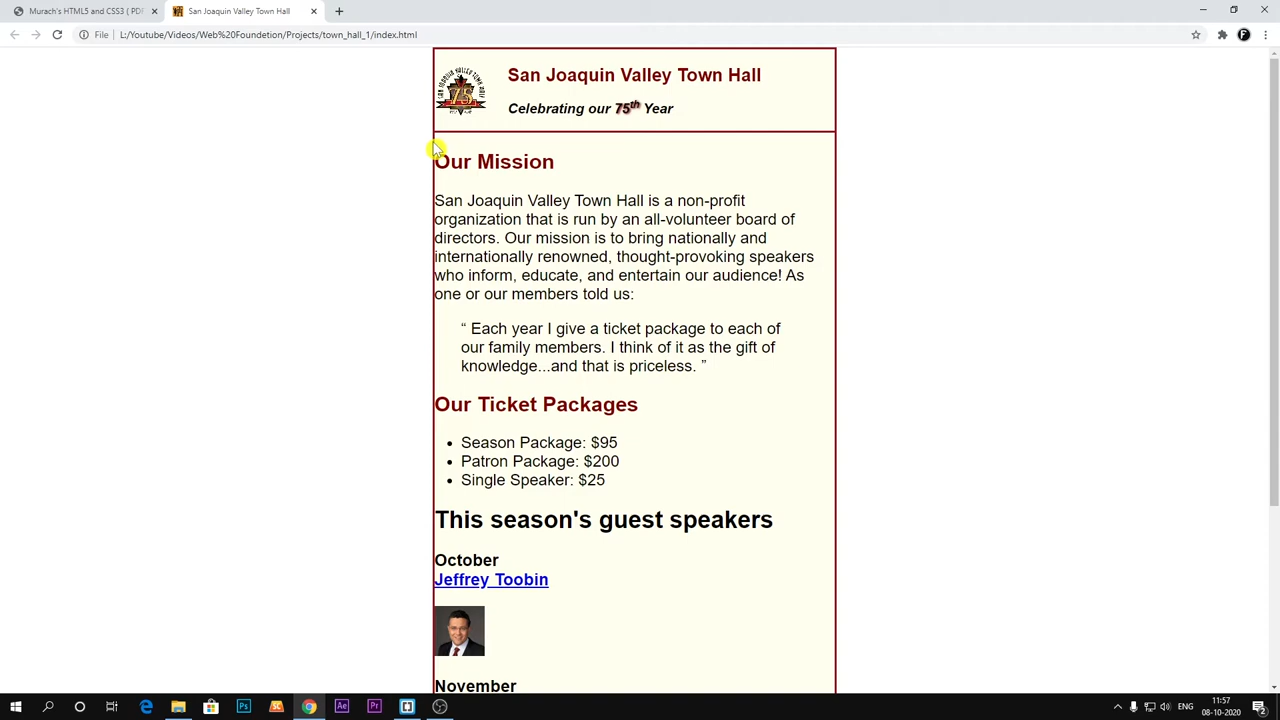 Murach's HTML5 and CSS3 ( PDF
San Joaquin Valley Town Hall
File | L:/Youtube/Videos/Web%20Foundetion/Projects/town_hall_1/index.html
San Joaquin Valley Town Hall
Celebrating our 75th Year
Our Mission
San Joaquin Valley Town Hall is a non-profit
organization that is run by an all-volunteer board of
directors. Our mission is to bring nationally and
internationally renowned, thought-provoking speakers
who inform, educate, and entertain our audience! As
one or our members told us:
“ Each year I give a ticket package to each of
our family members. I think of it as the gift of
knowledge...and that is priceless. ”
Our Ticket Packages
• Season Package: $95
• Patron Package: $200
• Single Speaker: $25
This season's guest speakers
October
Jeffrey Toobin
November
11:57
ENG
08-10-2020